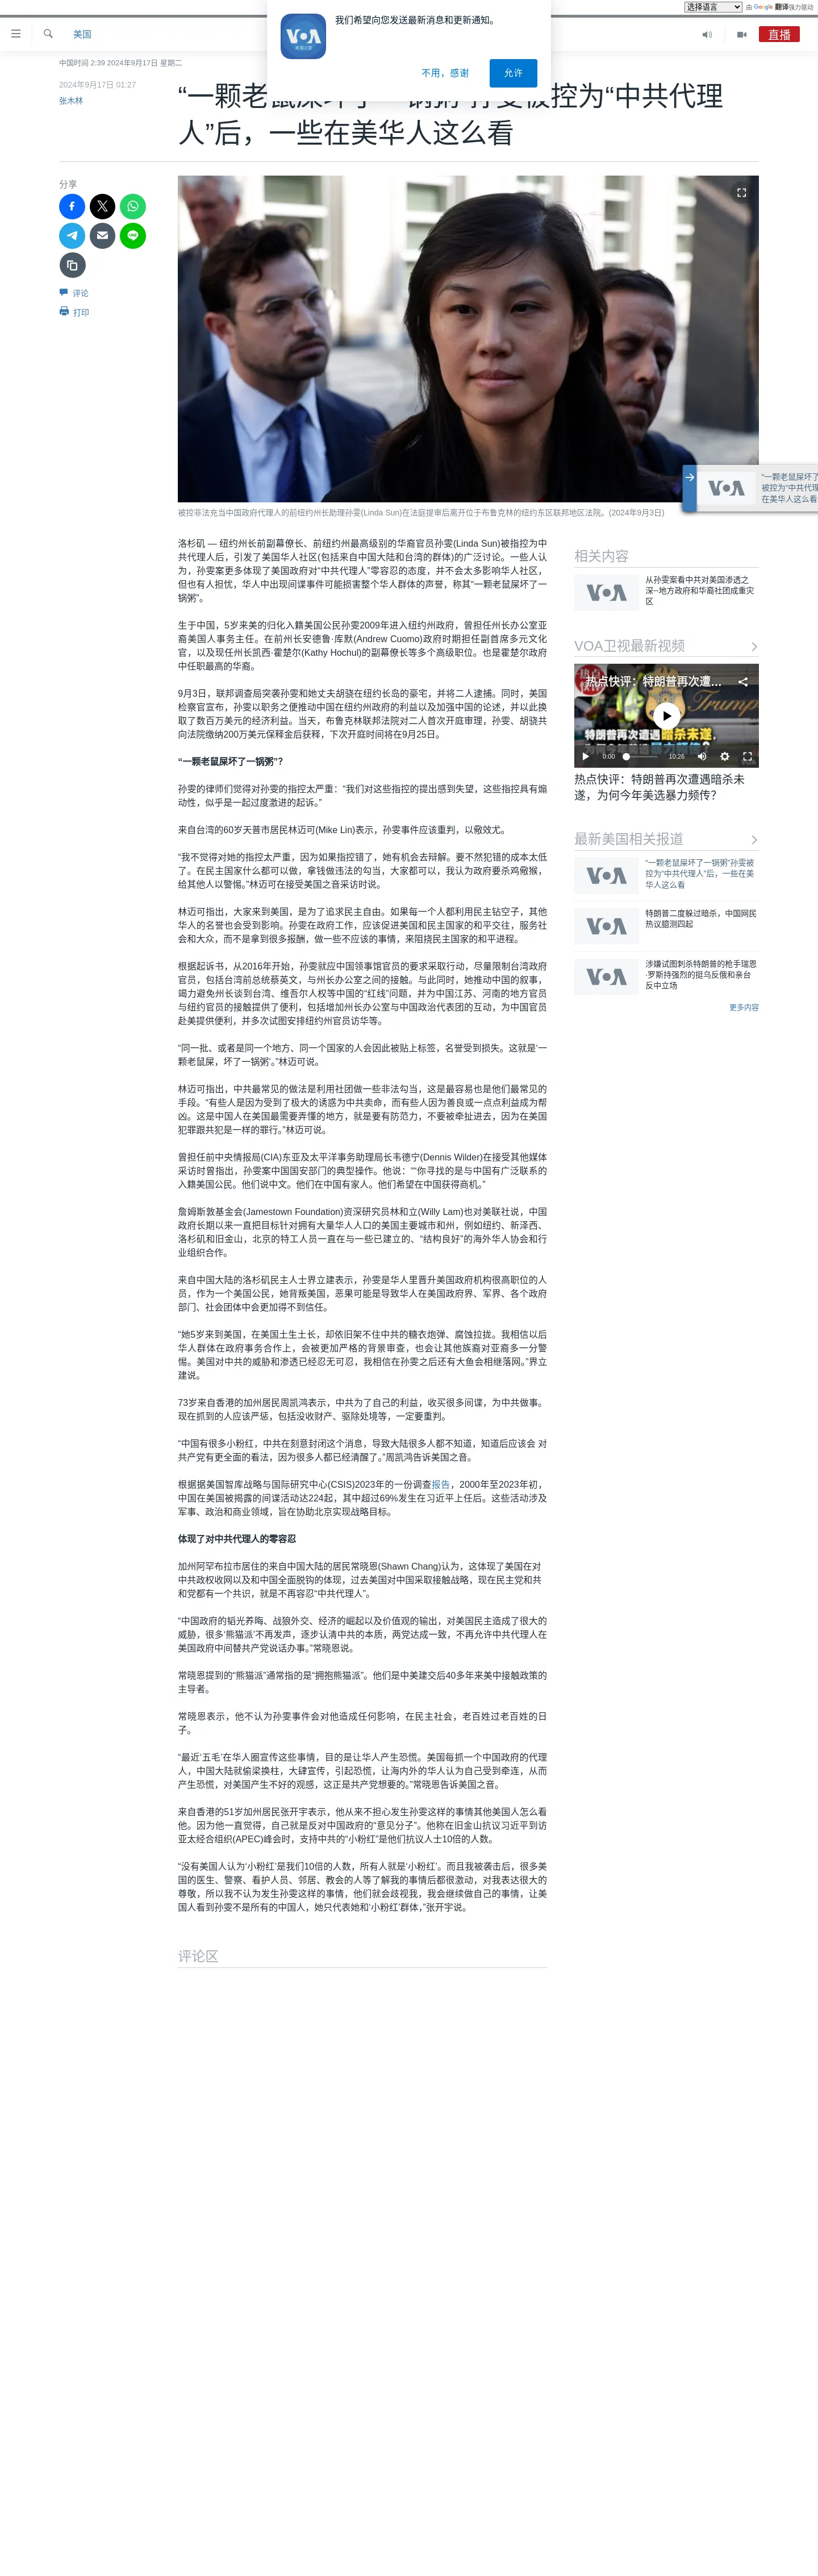 选择语言
由 Google 翻译强力驱动
我们希望向您发送最新消息和更新通知。
VOA
美国之音
不用，感谢
允许
美国
直播
中国时间 2:39 2024年9月17日 星期二
2024年9月17日 01:27
张木林
人”后，一些在美华人这么看
分享
评论
打印
被控非法充当中国政府代理人的前纽约州长助理孙雯(Linda Sun)在法庭提审后离开位于布鲁克林的纽约东区联邦地区法院。(2024年9月3日)
“一颗老鼠屎坏了
被控为“中共代理
在美华人这么看
VOA
洛杉矶 — 纽约州长前副幕僚长、前纽约州最高级别的华裔官员孙雯(Linda Sun)被指控为中
共代理人后，引发了美国华人社区(包括来自中国大陆和台湾的群体)的广泛讨论。一些人认
为，孙雯案更多体现了美国政府对“中共代理人”零容忍的态度，并不会太多影响华人社区，
但也有人担忧，华人中出现间谍事件可能损害整个华人群体的声誉，称其“一颗老鼠屎坏了一
锅粥”。
生于中国，5岁来美的归化入籍美国公民孙雯2009年进入纽约州政府，曾担任州长办公室亚
裔美国人事务主任。在前州长安德鲁·库默(Andrew Cuomo)政府时期担任副首席多元文化
官，以及现任州长凯西·霍楚尔(Kathy Hochul)的副幕僚长等多个高级职位。也是霍楚尔政府
中任职最高的华裔。
9月3日，联邦调查局突袭孙雯和她丈夫胡骁在纽约长岛的豪宅，并将二人逮捕。同时，美国
检察官宣布，孙雯以职务之便推动中国在纽约州政府的利益以及加强中国的论述，并以此换
取了数百万美元的经济利益。当天，布鲁克林联邦法院对二人首次开庭审理，孙雯、胡骁共
向法院缴纳200万美元保释金后获释，下次开庭时间将在9月25日。
“一颗老鼠屎坏了一锅粥”？
孙雯的律师们觉得对孙雯的指控太严重：“我们对这些指控的提出感到失望，这些指控具有煽
动性，似乎是一起过度激进的起诉。”
来自台湾的60岁天普市居民林迈可(Mike Lin)表示，孙雯事件应该重判，以儆效尤。
“我不觉得对她的指控太严重，因为如果指控错了，她有机会去辩解。要不然犯错的成本太低
了。在民主国家什么都可以做，拿钱做违法的勾当，大家都可以，我认为政府要杀鸡儆猴，
给其他人以警惕。”林迈可在接受美国之音采访时说。
林迈可指出，大家来到美国，是为了追求民主自由。如果每一个人都利用民主钻空子，其他
华人的名誉也会受到影响。孙雯在政府工作，应该促进美国和民主国家的和平交往，服务社
会和大众，而不是拿到很多报酬，做一些不应该的事情，来阻挠民主国家的和平进程。
根据起诉书，从2016年开始，孙雯就应中国领事馆官员的要求采取行动，尽量限制台湾政府
官员，包括台湾前总统蔡英文，与州长办公室之间的接触。与此同时，她推动中国的叙事，
竭力避免州长谈到台湾、维吾尔人权等中国的“红线”问题，并为中国江苏、河南的地方官员
与纽约官员的接触提供了便利，包括增加州长办公室与中国政治代表团的互动，为中国官员
赴美提供便利，并多次试图安排纽约州官员访华等。
“同一批、或者是同一个地方、同一个国家的人会因此被贴上标签，名誉受到损失。这就是‘一
颗老鼠屎，坏了一锅粥’。”林迈可说。
林迈可指出，中共最常见的做法是利用社团做一些非法勾当，这是最容易也是他们最常见的
手段。“有些人是因为受到了极大的诱惑为中共卖命，而有些人因为善良或一点点利益成为帮
凶。这是中国人在美国最需要弄懂的地方，就是要有防范力，不要被牵扯进去，因为在美国
犯罪跟共犯是一样的罪行。”林迈可说。
曾担任前中央情报局(CIA)东亚及太平洋事务助理局长韦德宁(Dennis Wilder)在接受其他媒体
采访时曾指出，孙雯案中国国安部门的典型操作。他说：““你寻找的是与中国有广泛联系的
入籍美国公民。他们说中文。他们在中国有家人。他们希望在中国获得商机。”
詹姆斯敦基金会(Jamestown Foundation)资深研究员林和立(Willy Lam)也对美联社说，中国
政府长期以来一直把目标针对拥有大量华人人口的美国主要城市和州，例如纽约、新泽西、
洛杉矶和旧金山，北京的特工人员一直在与一些已建立的、“结构良好”的海外华人协会和行
业组织合作。
来自中国大陆的洛杉矶民主人士界立建表示，孙雯是华人里晋升美国政府机构很高职位的人
员，作为一个美国公民，她背叛美国，恶果可能是导致华人在美国政府界、军界、各个政府
部门、社会团体中会更加得不到信任。
“她5岁来到美国，在美国土生土长，却依旧架不住中共的糖衣炮弹、腐蚀拉拢。我相信以后
华人群体在政府事务合作上，会被更加严格的背景审查，也会让其他族裔对亚裔多一分警
惕。美国对中共的威胁和渗透已经忍无可忍，我相信在孙雯之后还有大鱼会相继落网。”界立
建说。
73岁来自香港的加州居民周凯鸿表示，中共为了自己的利益，收买很多间谍，为中共做事。
现在抓到的人应该严惩，包括没收财产、驱除处境等，一定要重判。
“中国有很多小粉红，中共在刻意封闭这个消息，导致大陆很多人都不知道，知道后应该会 对
共产党有更全面的看法，因为很多人都已经清醒了。”周凯鸿告诉美国之音。
根据据美国智库战略与国际研究中心(CSIS)2023年的一份调查报告，2000年至2023年初，
中国在美国被揭露的间谍活动达224起，其中超过69%发生在习近平上任后。这些活动涉及
军事、政治和商业领域，旨在协助北京实现战略目标。
体现了对中共代理人的零容忍
加州阿罕布拉市居住的来自中国大陆的居民常晓恩(Shawn Chang)认为，这体现了美国在对
中共政权收网以及和中国全面脱钩的体现，过去美国对中国采取接触战略，现在民主党和共
和党都有一个共识，就是不再容忍“中共代理人”。
“中国政府的韬光养晦、战狼外交、经济的崛起以及价值观的输出，对美国民主造成了很大的
威胁，很多‘熊猫派’不再发声，逐步认清中共的本质，两党达成一致，不再允许中共代理人在
美国政府中间替共产党说话办事。”常晓恩说。
常晓恩提到的“熊猫派”通常指的是“拥抱熊猫派”。他们是中美建交后40多年来美中接触政策的
主导者。
常晓恩表示，他不认为孙雯事件会对他造成任何影响，在民主社会，老百姓过老百姓的日
子。
“最近‘五毛’在华人圈宣传这些事情，目的是让华人产生恐慌。美国每抓一个中国政府的代理
人，中国大陆就偷梁换柱，大肆宣传，引起恐慌，让海内外的华人认为自己受到牵连，从而
产生恐慌，对美国产生不好的观感，这正是共产党想要的。”常晓恩告诉美国之音。
来自香港的51岁加州居民张开宇表示，他从来不担心发生孙雯这样的事情其他美国人怎么看
他。因为他一直觉得，自己就是反对中国政府的“意见分子”。他称在旧金山抗议习近平到访
亚太经合组织(APEC)峰会时，支持中共的“小粉红”是他们抗议人士10倍的人数。
“没有美国人认为‘小粉红’是我们10倍的人数，所有人就是‘小粉红’。而且我被袭击后，很多美
国的医生、警察、看护人员、邻居、教会的人等了解我的事情后都很激动，对我表达很大的
尊敬，所以我不认为发生孙雯这样的事情，他们就会歧视我，我会继续做自己的事情，让美
国人看到孙雯不是所有的中国人，她只代表她和‘小粉红’群体，”张开宇说。
评论区
相关内容
VOA
从孙雯案看中共对美国渗透之
深--地方政府和华裔社团成重灾
区
VOA卫视最新视频
热点快评：特朗普再次遭…
特朗普再次遭遇暗杀未遂，
0:00
10:26
热点快评：特朗普再次遭遇暗杀未
遂，为何今年美选暴力频传？
最新美国相关报道
VOA
“一颗老鼠屎坏了一锅粥”孙雯被
控为“中共代理人”后，一些在美
华人这么看
VOA
特朗普二度躲过暗杀，中国网民
热议臆测四起
VOA
涉嫌试图刺杀特朗普的枪手瑞恩
·罗斯持强烈的挺乌反俄和亲台
反中立场
更多内容